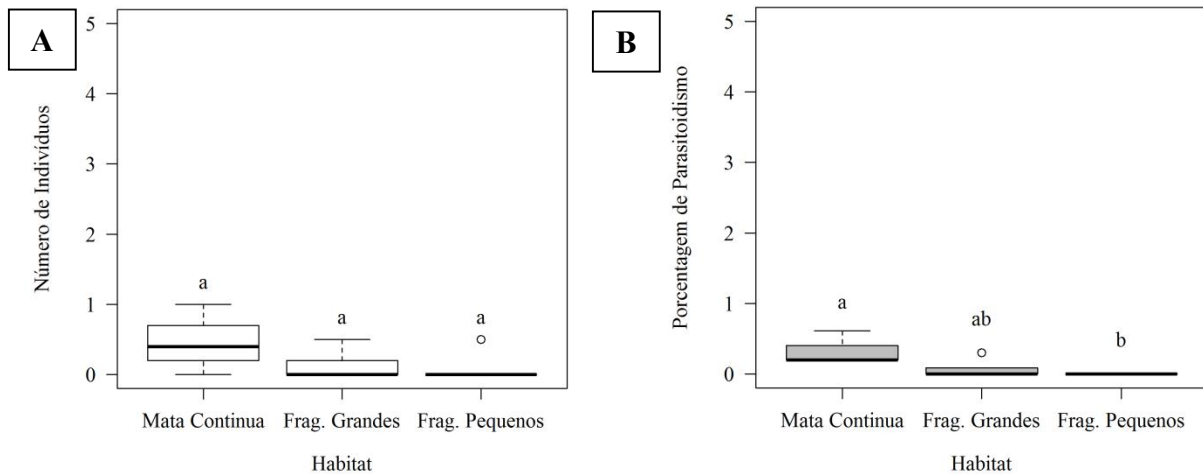 A
Número de Indivíduos
5
4
3
2
1
0
a
a
a
Mata Continua
Frag. Grandes
Frag. Pequenos
Habitat
B
Porcentagem de Parasitoidismo
5
4
3
2
1
0
a
ab
b
Mata Continua
Frag. Grandes
Frag. Pequenos
Habitat